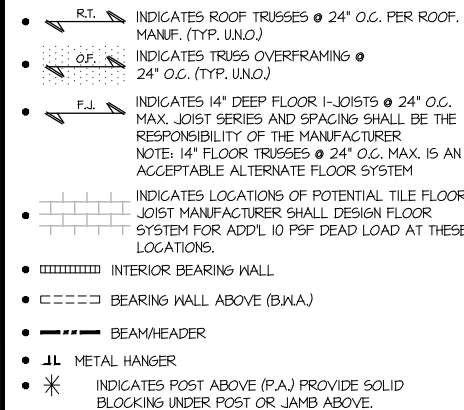 R.T. INDICATES ROOF TRUSSES @ 24" O.C. PER ROOF.
MANUF. (TYP. U.N.O.)
O.F. INDICATES TRUSS OVERFRAMING @
24" O.C. (TYP. U.N.O.)
F.J. INDICATES 14" DEEP FLOOR I-JOISTS @ 24" O.C.
MAX. JOIST SERIES AND SPACING SHALL BE THE
RESPONSIBILITY OF THE MANUFACTURER
NOTE: 14" FLOOR TRUSSES @ 24" O.C. MAX. IS AN
ACCEPTABLE ALTERNATE FLOOR SYSTEM
INDICATES LOCATIONS OF POTENTIAL TILE FLOOR
JOIST MANUFACTURER SHALL DESIGN FLOOR
SYSTEM FOR ADD'L 10 PSF DEAD LOAD AT THESE
LOCATIONS.
INTERIOR BEARING WALL
BEARING WALL ABOVE (B.W.A.)
BEAM/HEADER
METAL HANGER
INDICATES POST ABOVE (P.A.) PROVIDE SOLID
BLOCKING UNDER POST OR JAMB ABOVE.